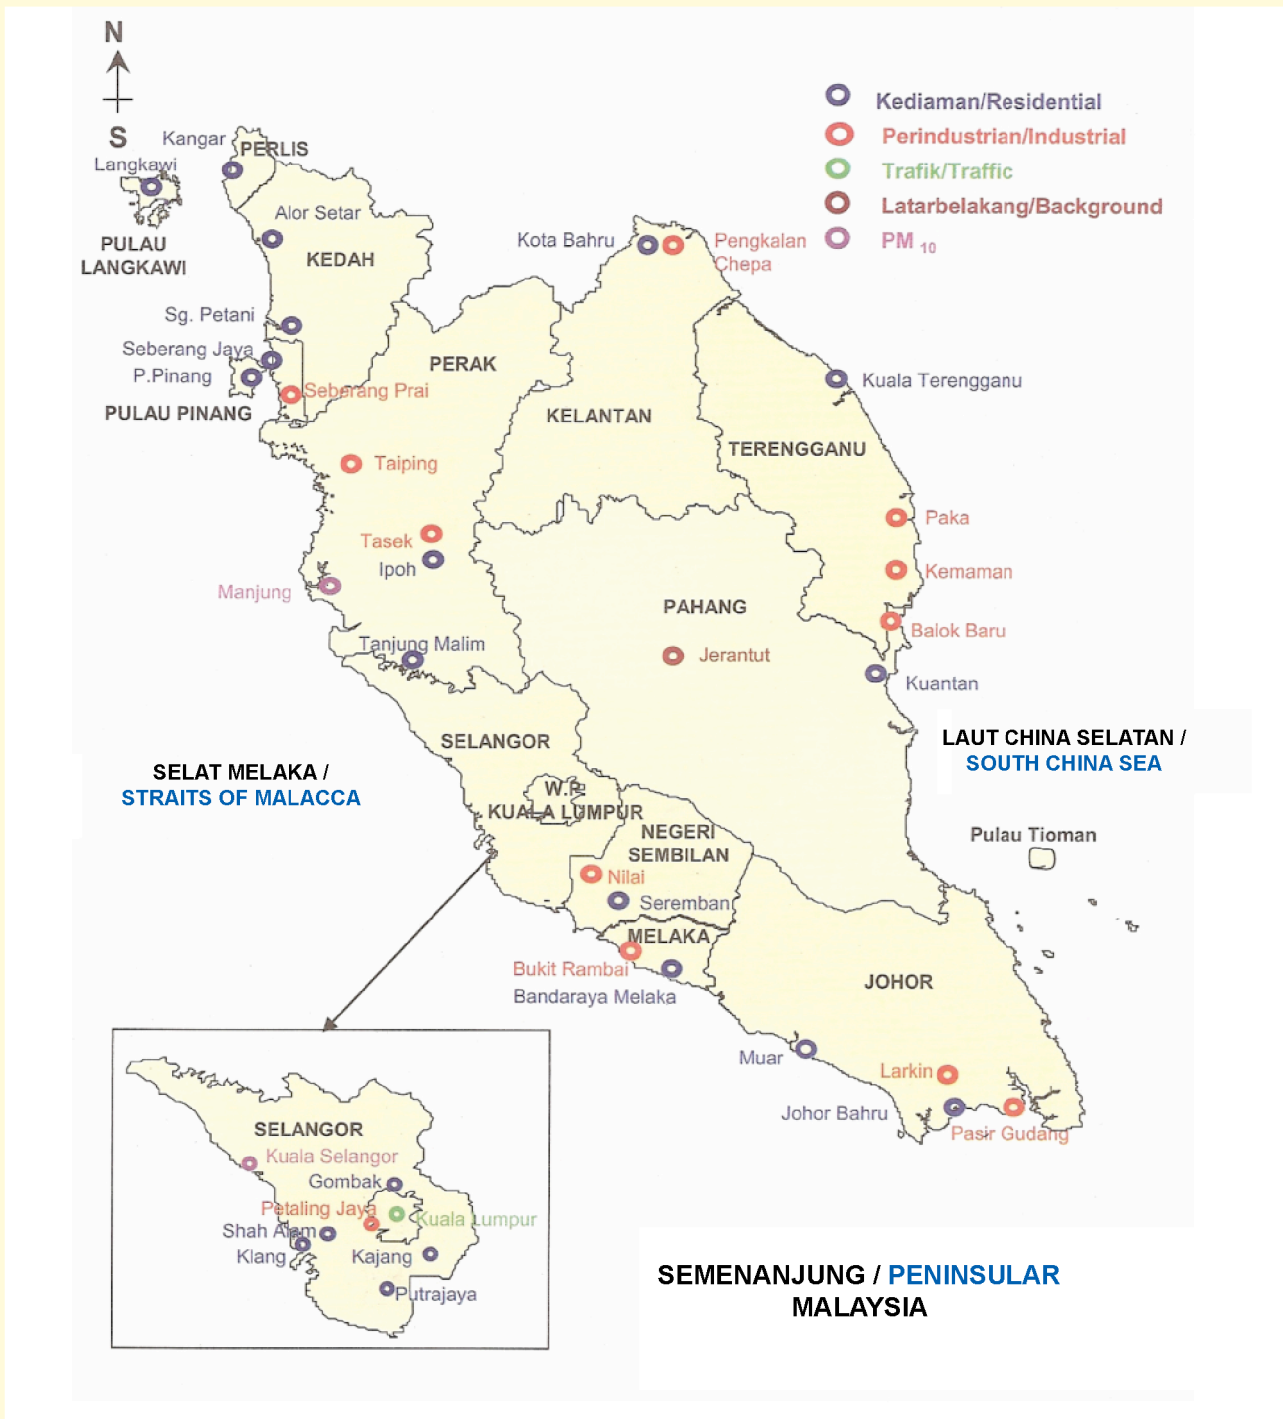 N
S
Kediaman/Residential
Perindustrian/Industrial
Trafik/Traffic
Latarbelakang/Background
PM 10
Kangar
PERLIS
Langkawi
PULAU
LANGKAWI
Alor Setar
KEDAH
Kota Bahru
Pengkalan
Chepa
Sg. Petani
Seberang Jaya
P.Pinang
PULAU PINANG
Seberang Prai
PERAK
KELANTAN
Kuala Terengganu
TERENGGANU
Taiping
Tasek
Ipoh
Manjung
Tanjung Malim
Paka
Kemaman
Balok Baru
PAHANG
Jerantut
Kuantan
SELANGOR
LAUT CHINA SELATAN /
SOUTH CHINA SEA
SELAT MELAKA /
STRAITS OF MALACCA
W.P
KUALA LUMPUR
NEGERI
SEMBILAN
Pulau Tioman
Nilai
Seremban
MELAKA
Bukit Rambai
Bandaraya Melaka
JOHOR
Muar
Larkin
Johor Bahru
Pasir Gudang
SELANGOR
Kuala Selangor
Gombak
Petaling Jaya
Kuala Lumpur
Shah Alam
Klang
Kajang
Putrajaya
SEMENANJUNG / PENINSULAR
MALAYSIA